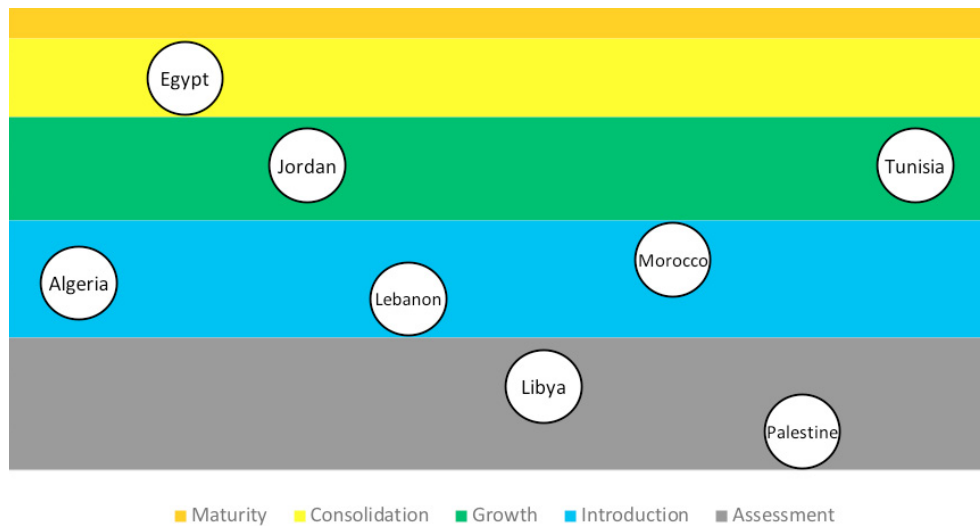 Egypt
Jordan
Tunisia
Morocco
Algeria
Lebanon
Libya
Palestine
Maturity Consolidation Growth Introduction Assessment